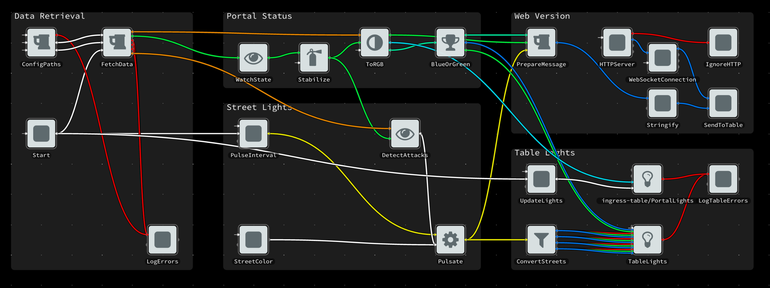 Data Retrieval
ConfigPaths
FetchData
Start
LogErrors
Portal Status
WatchState
Stabilize
ToRGB
BlueOrGreen
Street Lights
PulseInterval
DetectAttacks
StreetColor
Pulsate
Web Version
PrepareMessage
HTTPServer
WebSocketConnection
IgnoreHTTP
Stringify
SendToTable
Table Lights
UpdateLights
ingress-table/PortalLights
LogTableErrors
ConvertStreets
TableLights